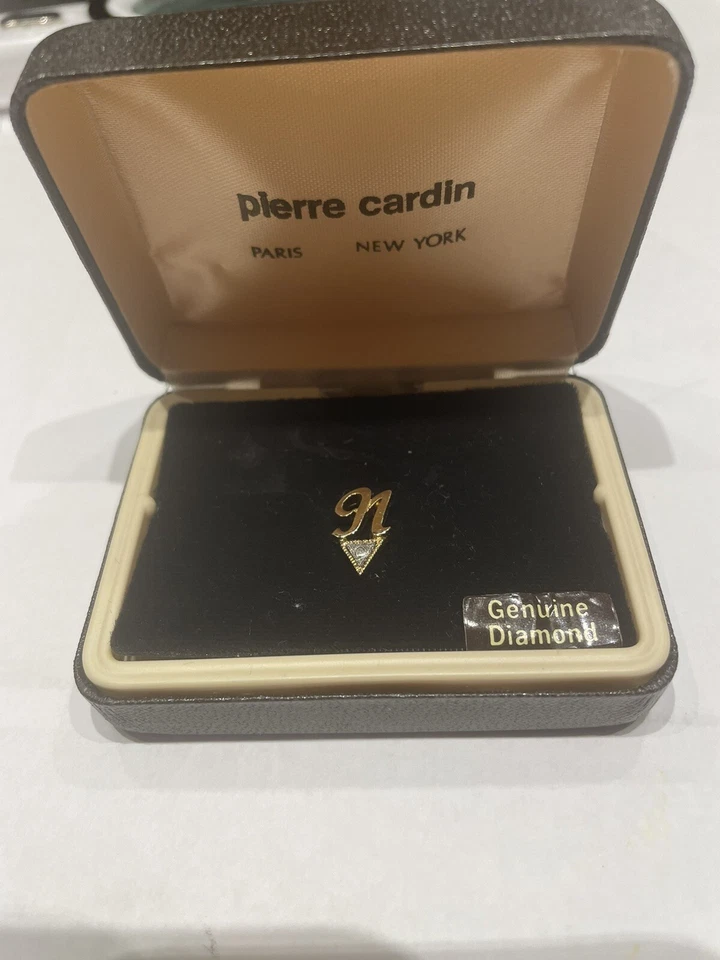 pierre cardin
PARIS NEW YORK
n
Genuine
Diamond